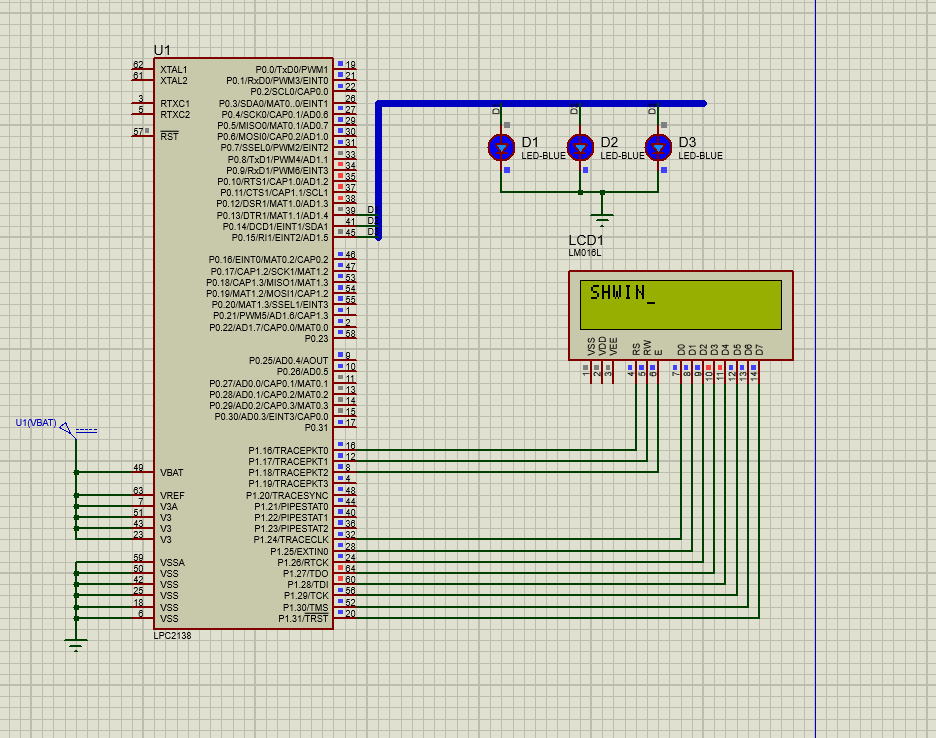 U1
62 XTAL1
61 XTAL2
3 RTXC1
5 RTXC2
57 RST
P0.0/TxD0/PWM1 19
P0.1/RxD0/PWM3/EINT0 21
P0.2/SCL0/CAP0.0 22
P0.3/SDA0/MAT0..0/EINT1 26
P0.4/SCK0/CAP0.1/AD0.6 27
P0.5/MISO0/MAT0.1/AD0.7 29
P0.6/MOSI0/CAP0.2/AD1.0 30
P0.7/SSEL0/PWM2/EINT2 31
P0.8/TxD1/PWM4/AD1.1 33
P0.9/RxD1/PWM6/EINT3 34
P0.10/RTS1/CAP1.0/AD1.2 35
P0.11/CTS1/CAP1.1/SCL1 37
P0.12/DSR1/MAT1.0/AD1.3 38
P0.13/DTR1/MAT1.1/AD1.4 39
P0.14/DCD1/EINT1/SDA1 41
P0.15/RI1/EINT2/AD1.5 45
P0.16/EINT0/MAT0.2/CAP0.2 46
P0.17/CAP1.2/SCK1/MAT1.2 47
P0.18/CAP1.3/MISO1/MAT1.3 53
P0.19/MAT1.2/MOSI1/CAP1.2 54
P0.20/MAT1.3/SSEL1/EINT3 55
P0.21/PWM5/AD1.6/CAP1.3 1
P0.22/AD1.7/CAP0.0/MAT0.0 2
P0.23 58
P0.25/AD0.4/AOUT 9
P0.26/AD0.5 10
P0.27/AD0.0/CAP0.1/MAT0.1 11
P0.28/AD0.1/CAP0.2/MAT0.2 13
P0.29/AD0.2/CAP0.3/MAT0.3 14
P0.30/AD0.3/EINT3/CAP0.0 15
P0.31 17
P1.16/TRACEPKT0 16
P1.17/TRACEPKT1 12
P1.18/TRACEPKT2 8
P1.19/TRACEPKT3 4
P1.20/TRACESYNC 48
P1.21/PIPESTAT0 44
P1.22/PIPESTAT1 40
P1.23/PIPESTAT2 36
P1.24/TRACECLK 32
P1.25/EXTIN0 28
P1.26/RTCK 24
P1.27/TDO 64
P1.28/TDI 60
P1.29/TCK 56
P1.30/TMS 52
P1.31/TRST 20
U1(VBAT)
49 VBAT
63 VREF
7 V3A
51 V3
43 V3
23 V3
59 VSSA
50 VSS
42 VSS
25 VSS
18 VSS
6 VSS
LPC2138
D1
LED-BLUE
D2
LED-BLUE
D3
LED-BLUE
LCD1
LM016L
SHWIN_
VSS VDD VEE RS RW E D0 D1 D2 D3 D4 D5 D6 D7
1 2 3 4 5 6 7 8 9 10 11 12 13 14